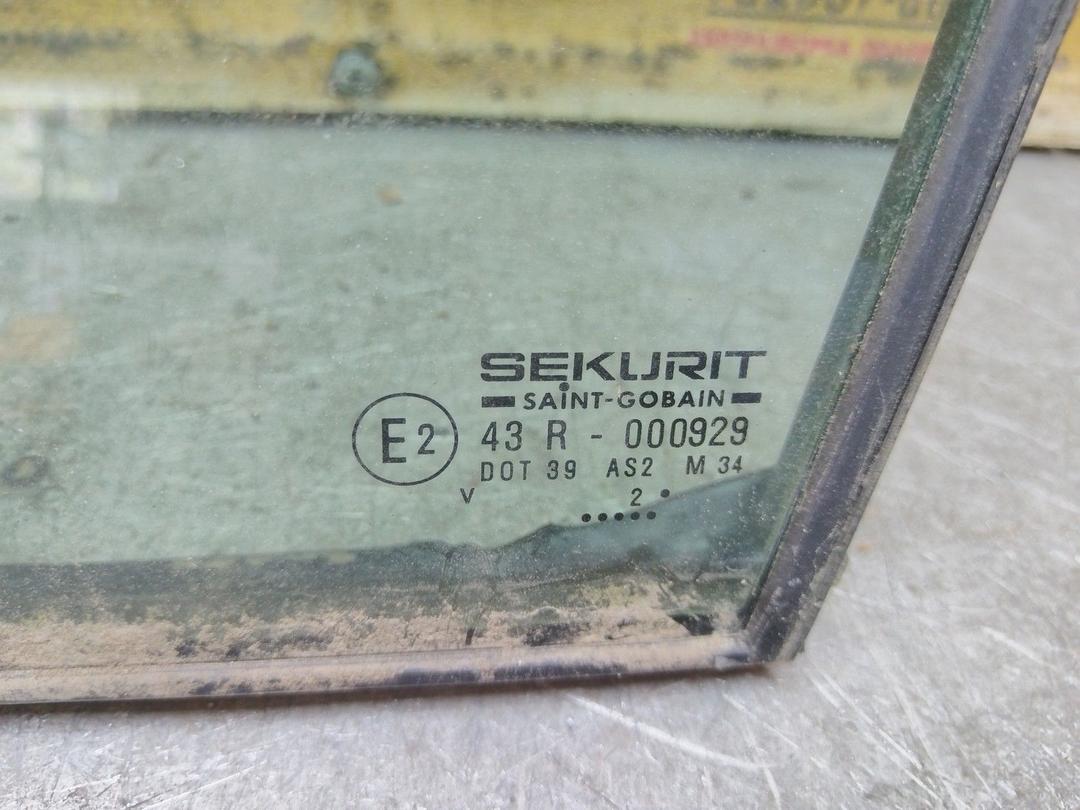 SEKURIT
SAINT-GOBAIN
E2
43 R - 000929
DOT 39 AS2 M 34
V 2